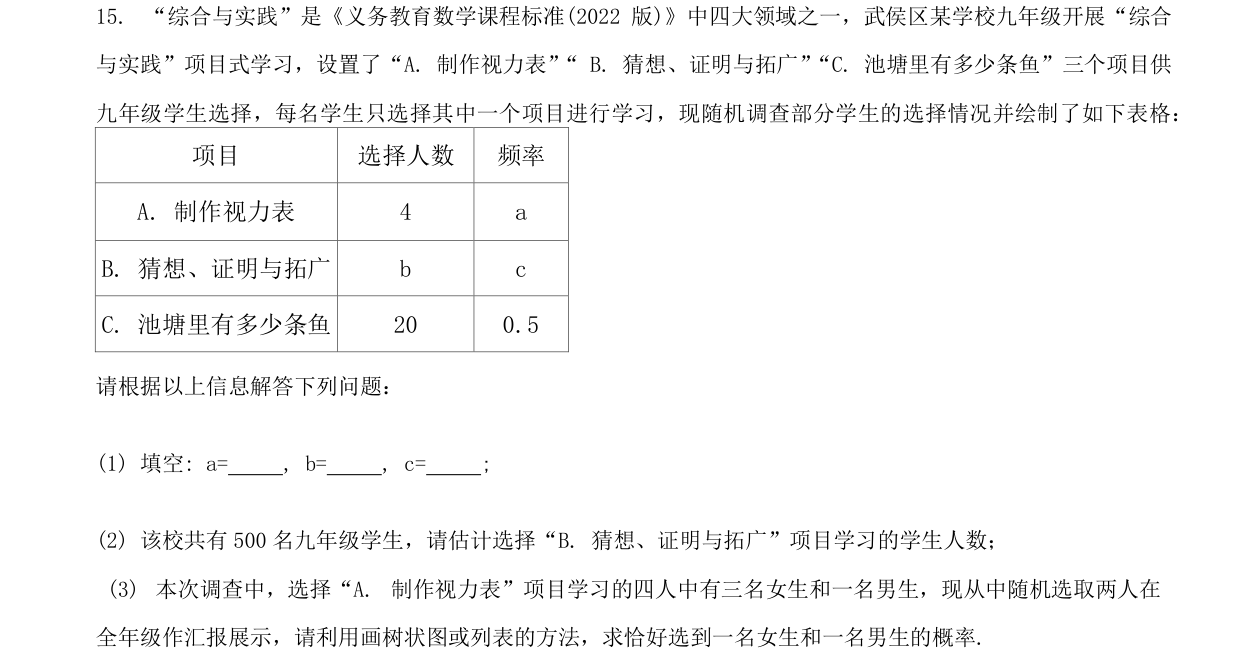 15. “综合与实践”是《义务教育数学课程标准(2022 版)》中四大领域之一，武侯区某学校九年级开展“综合
与实践”项目式学习，设置了“A. 制作视力表”“ B. 猜想、证明与拓广”“C. 池塘里有多少条鱼”三个项目供
九年级学生选择，每名学生只选择其中一个项目进行学习，现随机调查部分学生的选择情况并绘制了如下表格：
项目 选择人数 频率
A. 制作视力表 4 a
B. 猜想、证明与拓广 b c
C. 池塘里有多少条鱼 20 0.5
请根据以上信息解答下列问题：
(1) 填空: a=_____, b=_____, c=_____;
(2) 该校共有 500 名九年级学生，请估计选择“B. 猜想、证明与拓广”项目学习的学生人数；
(3) 本次调查中，选择“A. 制作视力表”项目学习的四人中有三名女生和一名男生，现从中随机选取两人在
全年级作汇报展示，请利用画树状图或列表的方法，求恰好选到一名女生和一名男生的概率.